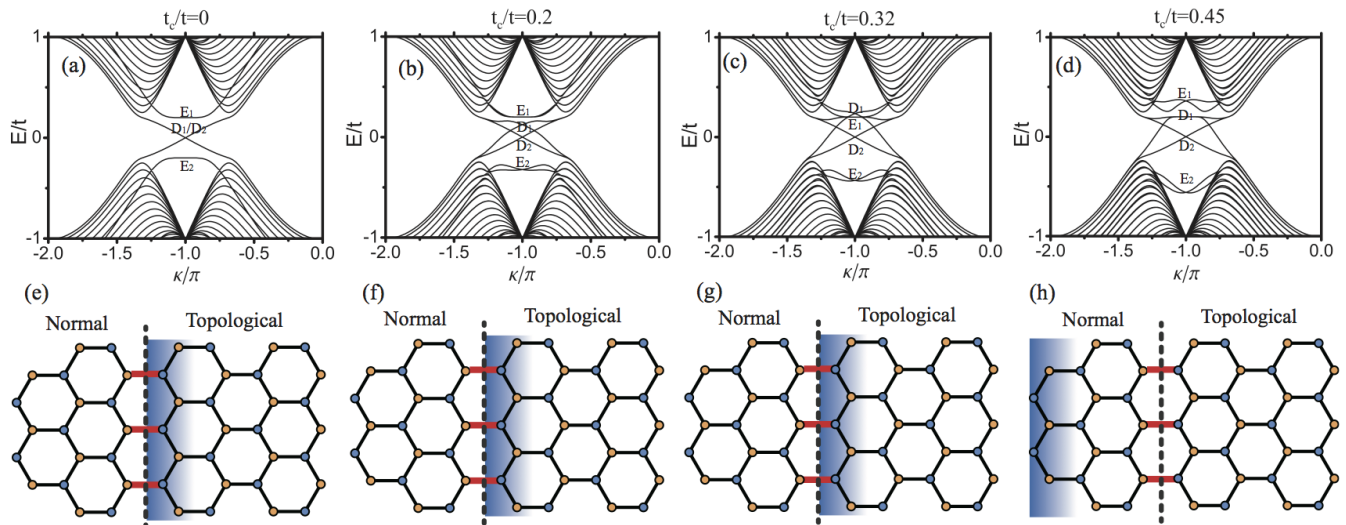 t_c/t=0
t_c/t=0.2
t_c/t=0.32
t_c/t=0.45
(a)
1
0
-1
E/t
E₁
D₁/D₂
E₂
-2.0 -1.5 -1.0 -0.5 0.0
κ/π
(b)
1
0
-1
E/t
E₁
D₁
D₂
E₂
-2.0 -1.5 -1.0 -0.5 0.0
κ/π
(c)
1
0
-1
E/t
D₁
E₁
D₂
E₂
-2.0 -1.5 -1.0 -0.5 0.0
κ/π
(d)
1
0
-1
E/t
E₁
D₁
D₂
E₂
-2.0 -1.5 -1.0 -0.5 0.0
κ/π
(e)
Normal Topological
(f)
Normal Topological
(g)
Normal Topological
(h)
Normal Topological